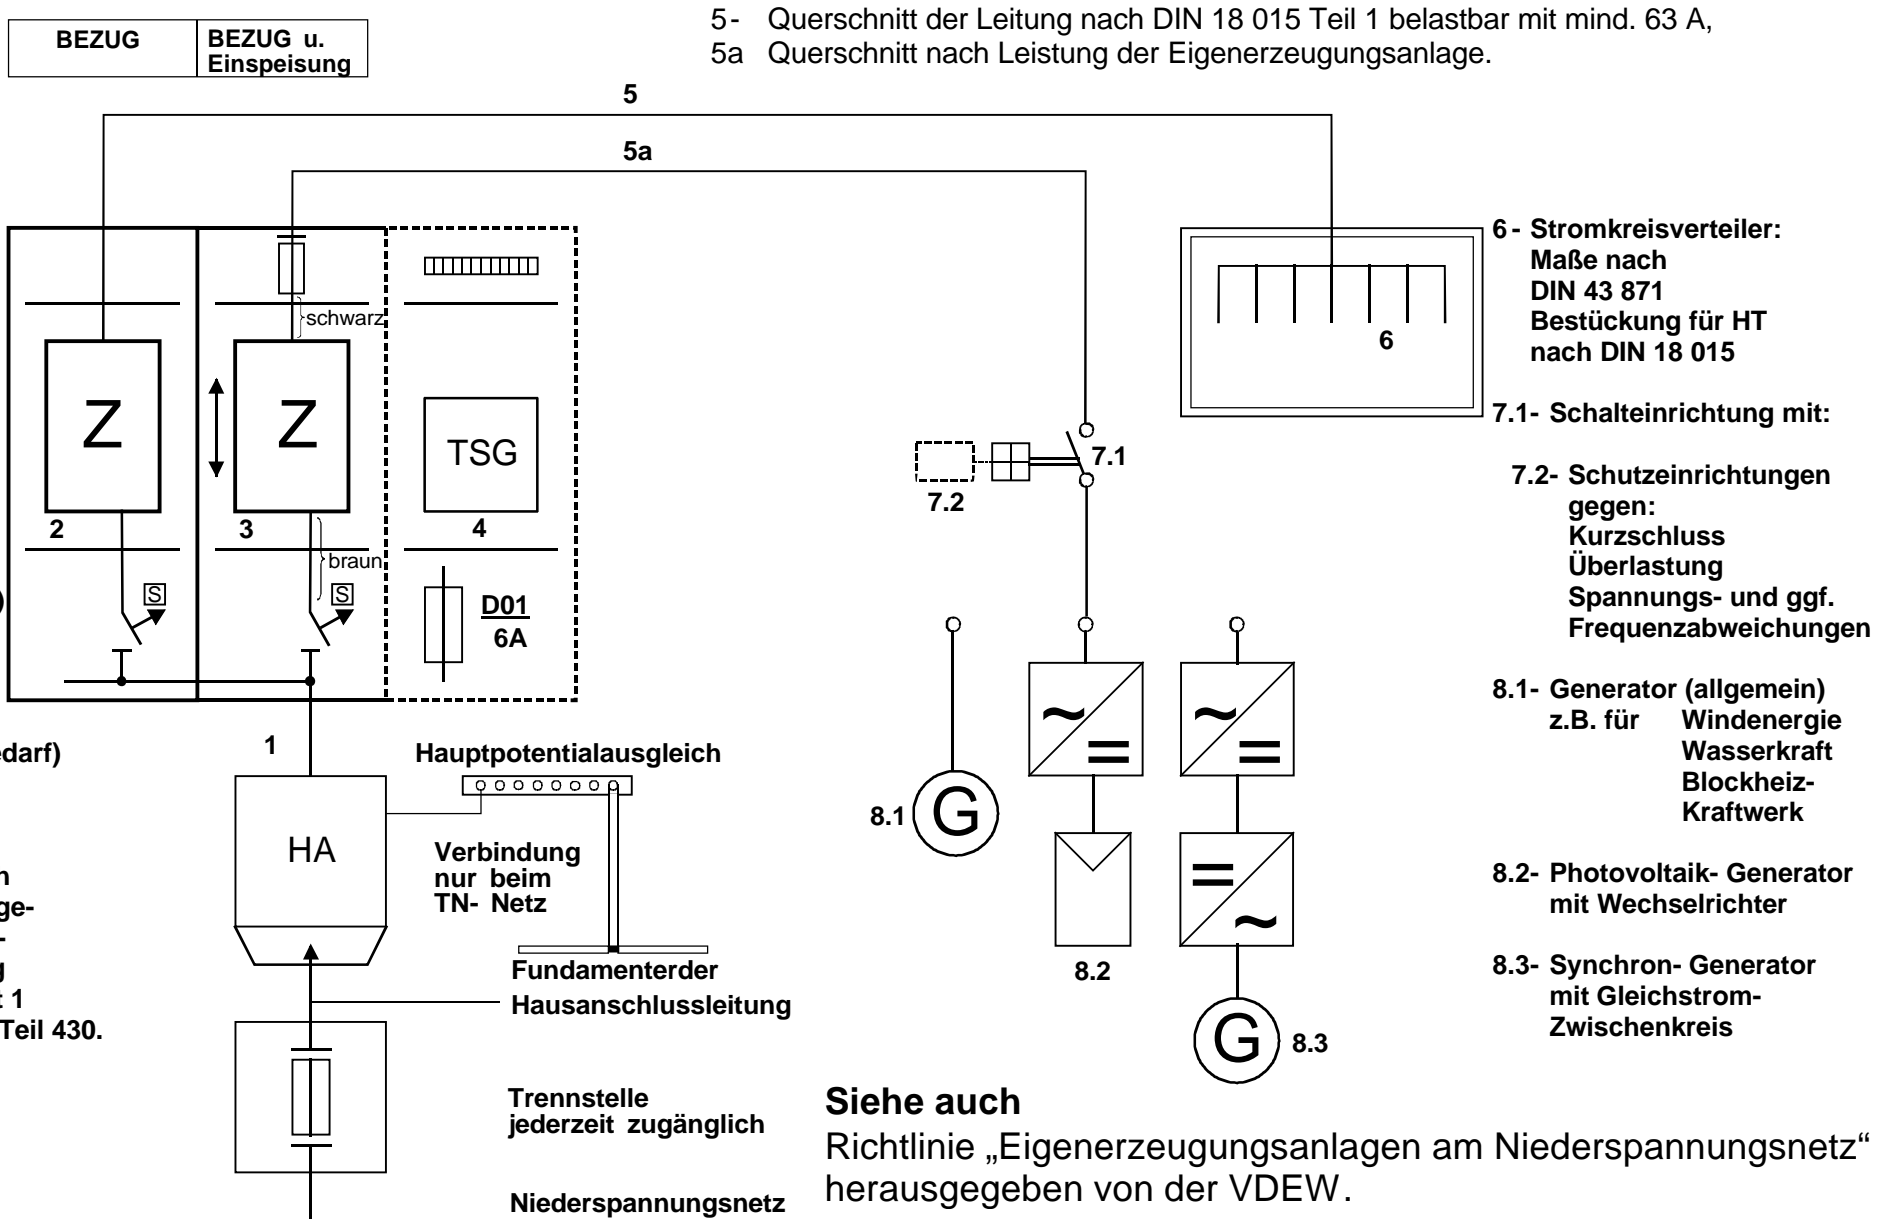 5- Querschnitt der Leitung nach DIN 18 015 Teil 1 belastbar mit mind. 63 A,
5a Querschnitt nach Leistung der Eigenerzeugungsanlage.
BEZUG
BEZUG u.
Einspeisung
5
5a
schwarz
Z
Z
TSG
2
3
4
braun
S
S
D01
6A
)
6
7.1
7.2
6- Stromkreisverteiler:
Maße nach
DIN 43 871
Bestückung für HT
nach DIN 18 015
7.1- Schalteinrichtung mit:
7.2- Schutzeinrichtungen
gegen:
Kurzschluss
Überlastung
Spannungs- und ggf.
Frequenzabweichungen
8.1- Generator (allgemein)
z.B. für Windenergie
Wasserkraft
Blockheiz-
Kraftwerk
8.2- Photovoltaik- Generator
mit Wechselrichter
8.3- Synchron- Generator
mit Gleichstrom-
Zwischenkreis
edarf)
1
Hauptpotentialausgleich
HA
Verbindung
nur beim
TN- Netz
n
ge-
-
g
t 1
Teil 430.
Fundamenterder
Hausanschlussleitung
Trennstelle
jederzeit zugänglich
Niederspannungsnetz
~
=
~
=
8.1
G
=
~
8.2
G
8.3
Siehe auch
Richtlinie „Eigenerzeugungsanlagen am Niederspannungsnetz“
herausgegeben von der VDEW.